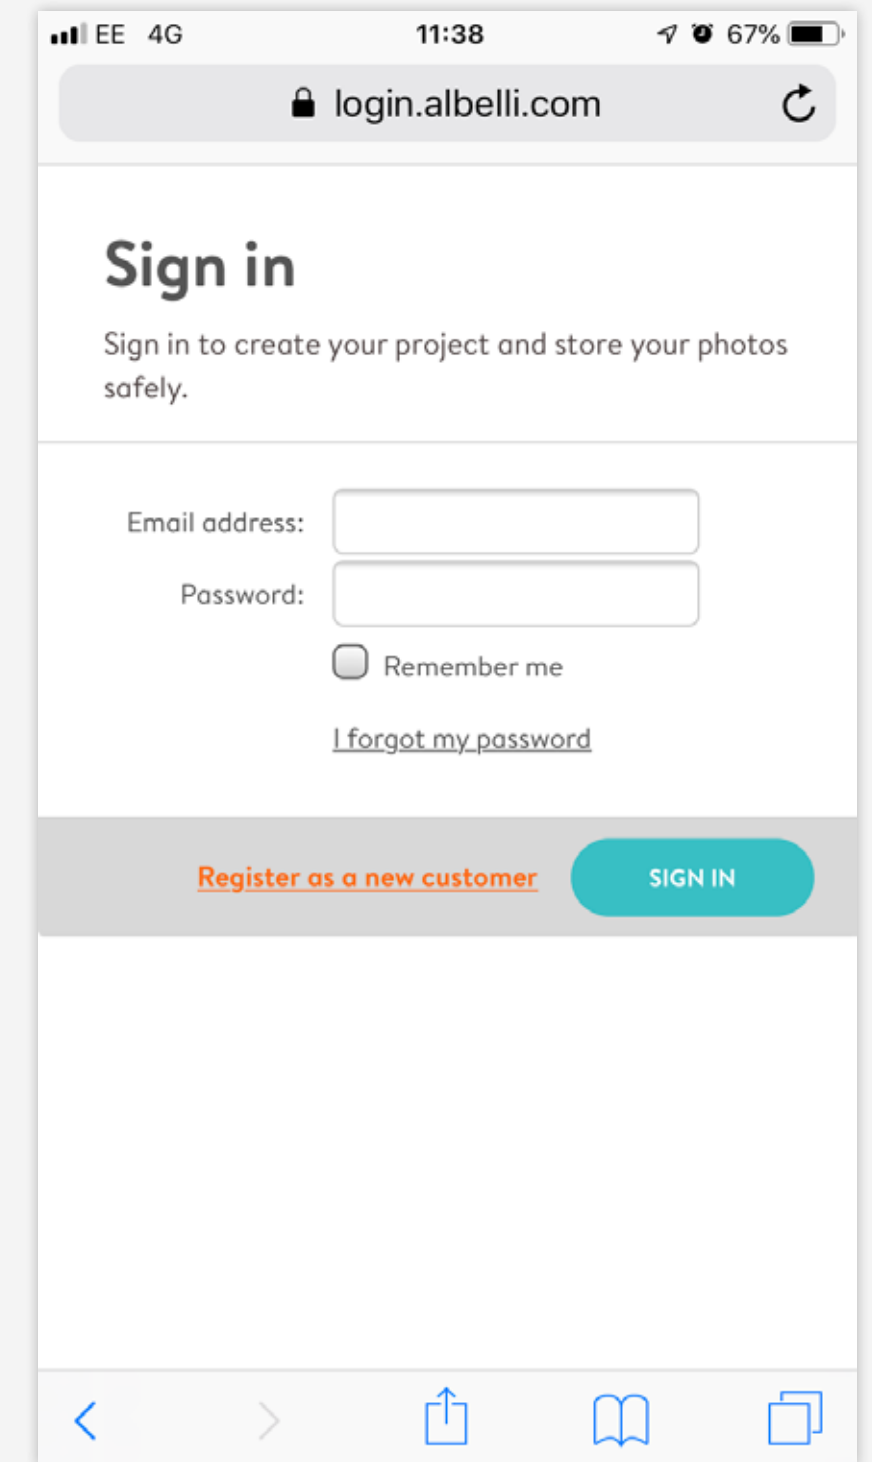 EE 4G 11:38 67%
login.albelli.com
Sign in
Sign in to create your project and store your photos
safely.
Email address:
Password:
Remember me
I forgot my password
Register as a new customer SIGN IN